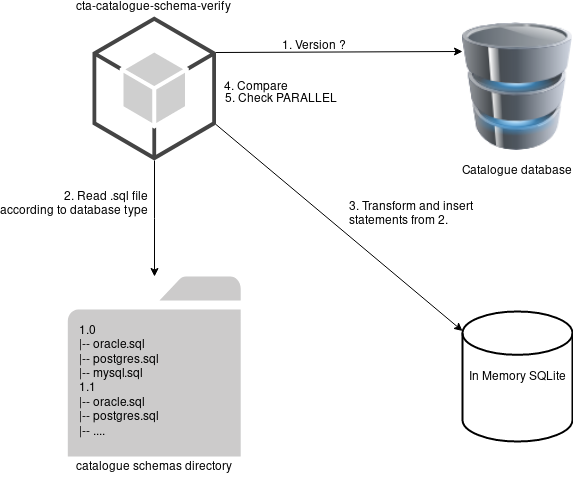 cta-catalogue-schema-verify
1. Version ?
4. Compare
5. Check PARALLEL
Catalogue database
2. Read .sql file
according to database type
3. Transform and insert
statements from 2.
1.0
|-- oracle.sql
|-- postgres.sql
|-- mysql.sql
1.1
|-- oracle.sql
|-- postgres.sql
|-- ....
In Memory SQLite
catalogue schemas directory